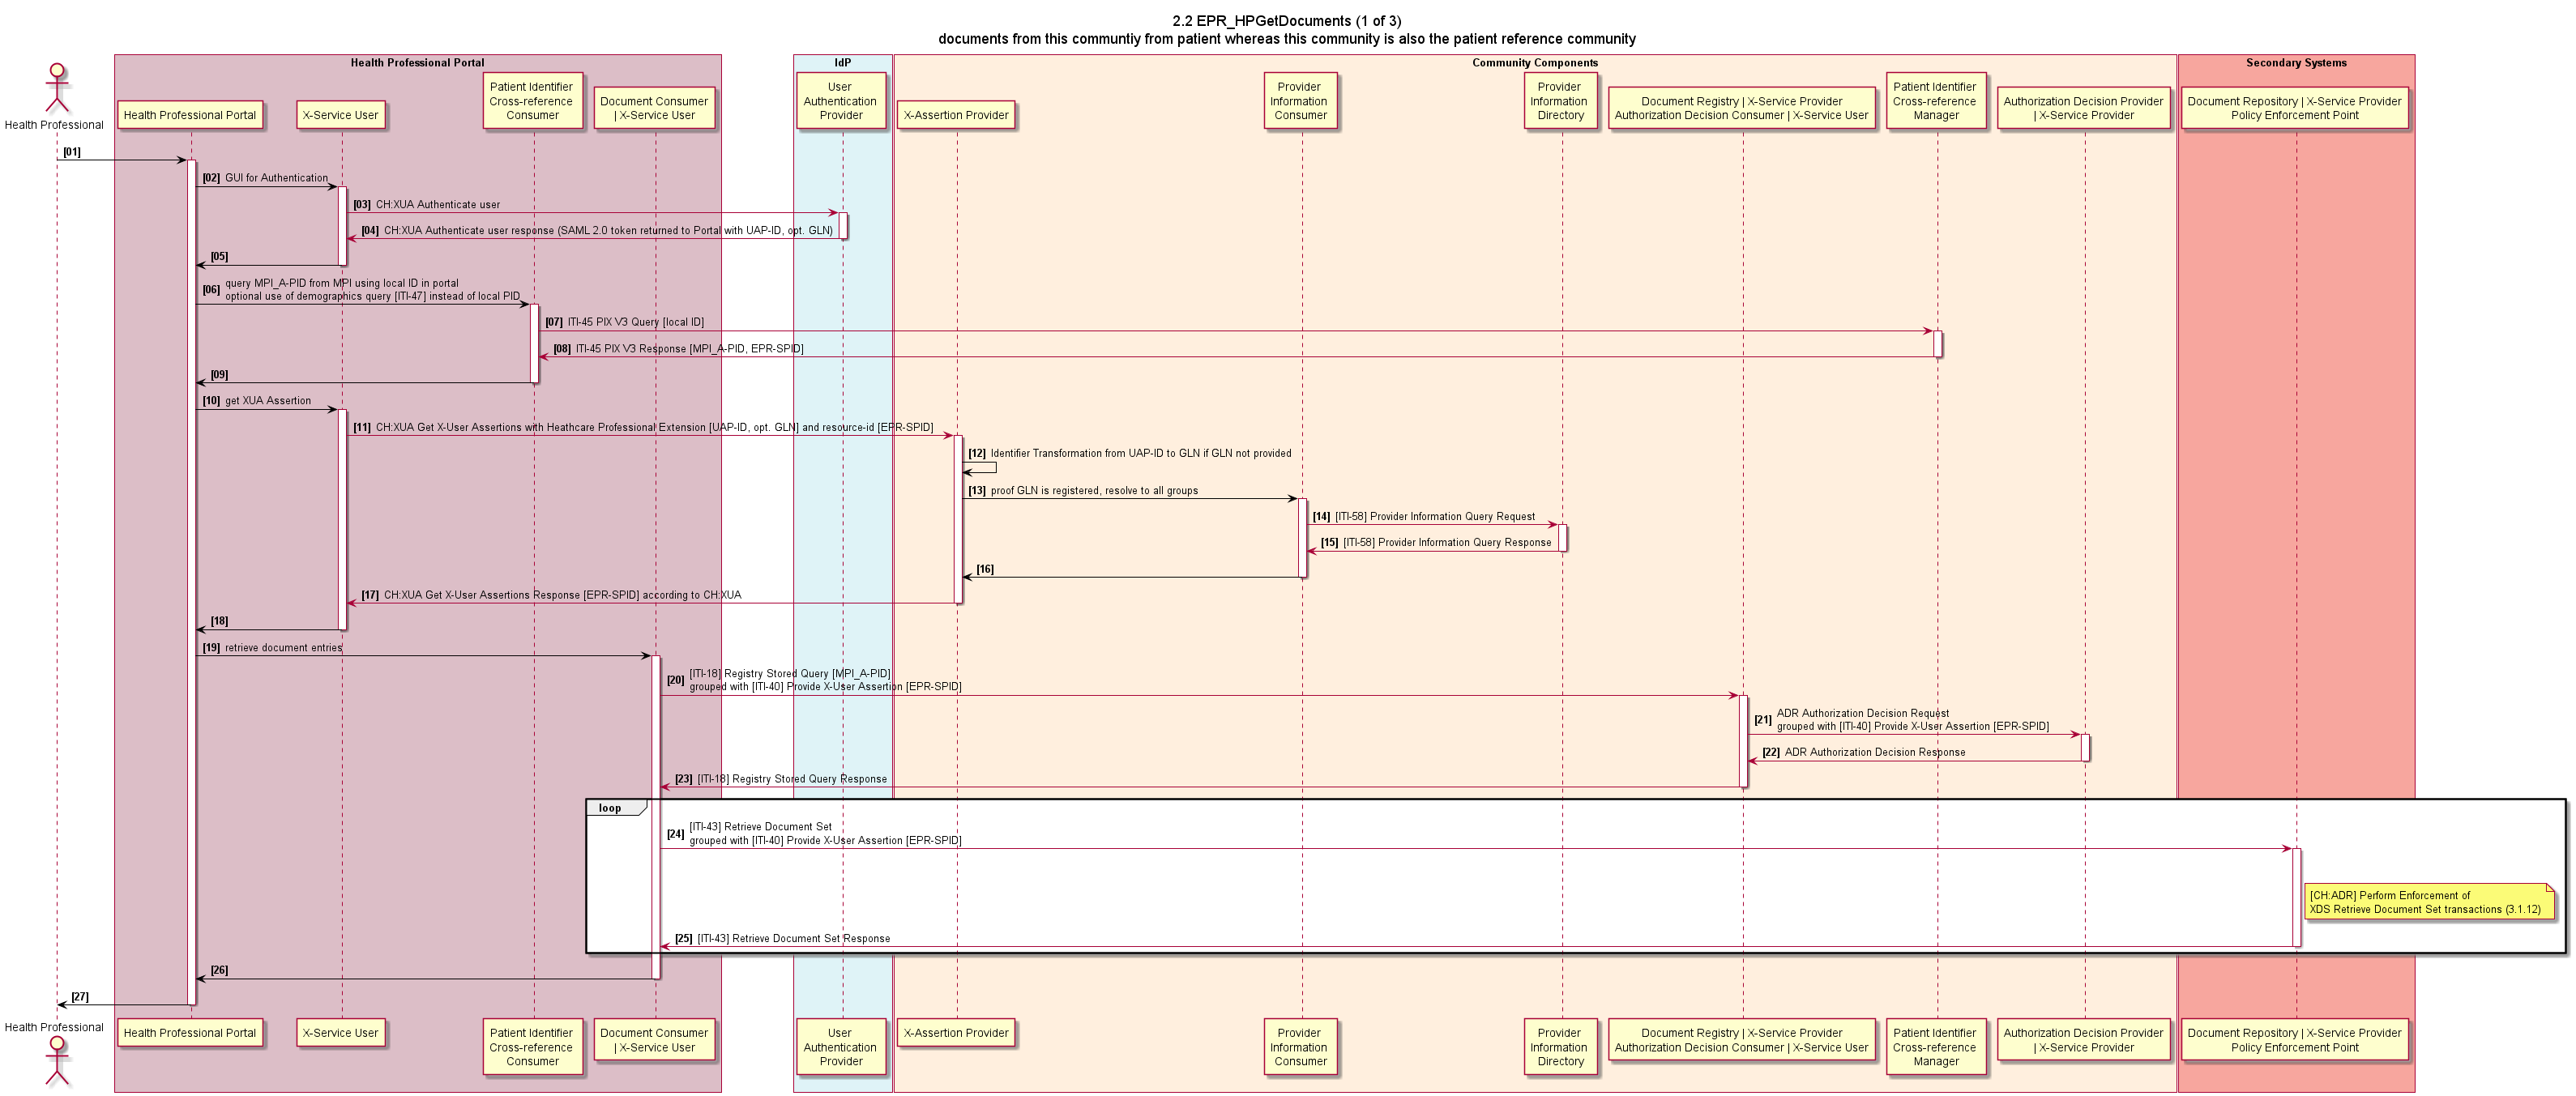 2.2 EPR_HPGetDocuments (1 of 3)
documents from this communtiy from patient whereas this community is also the patient reference community
Health Professional Portal
IdP
Community Components
Secondary Systems
Health Professional
Health Professional Portal
X-Service User
Patient Identifier
Cross-reference
Consumer
Document Consumer
| X-Service User
User
Authentication
Provider
X-Assertion Provider
Provider
Information
Consumer
Provider
Information
Directory
Document Registry | X-Service Provider
Authorization Decision Consumer | X-Service User
Patient Identifier
Cross-reference
Manager
Authorization Decision Provider
| X-Service Provider
Document Repository | X-Service Provider
Policy Enforcement Point
[01]
[02] GUI for Authentication
[03] CH:XUA Authenticate user
[04] CH:XUA Authenticate user response (SAML 2.0 token returned to Portal with UAP-ID, opt. GLN)
[05]
[06] query MPI_A-PID from MPI using local ID in portal
optional use of demographics query [ITI-47] instead of local PID
[07] ITI-45 PIX V3 Query [local ID]
[08] ITI-45 PIX V3 Response [MPI_A-PID, EPR-SPID]
[09]
[10] get XUA Assertion
[11] CH:XUA Get X-User Assertions with Heathcare Professional Extension [UAP-ID, opt. GLN] and resource-id [EPR-SPID]
[12] Identifier Transformation from UAP-ID to GLN if GLN not provided
[13] proof GLN is registered, resolve to all groups
[14] [ITI-58] Provider Information Query Request
[15] [ITI-58] Provider Information Query Response
[16]
[17] CH:XUA Get X-User Assertions Response [EPR-SPID] according to CH:XUA
[18]
[19] retrieve document entries
[20] [ITI-18] Registry Stored Query [MPI_A-PID]
grouped with [ITI-40] Provide X-User Assertion [EPR-SPID]
[21] ADR Authorization Decision Request
grouped with [ITI-40] Provide X-User Assertion [EPR-SPID]
[22] ADR Authorization Decision Response
[23] [ITI-18] Registry Stored Query Response
loop
[24] [ITI-43] Retrieve Document Set
grouped with [ITI-40] Provide X-User Assertion [EPR-SPID]
[CH:ADR] Perform Enforcement of
XDS Retrieve Document Set transactions (3.1.12)
[25] [ITI-43] Retrieve Document Set Response
[26]
[27]
Health Professional
Health Professional Portal
X-Service User
Patient Identifier
Cross-reference
Consumer
Document Consumer
| X-Service User
User
Authentication
Provider
X-Assertion Provider
Provider
Information
Consumer
Provider
Information
Directory
Document Registry | X-Service Provider
Authorization Decision Consumer | X-Service User
Patient Identifier
Cross-reference
Manager
Authorization Decision Provider
| X-Service Provider
Document Repository | X-Service Provider
Policy Enforcement Point